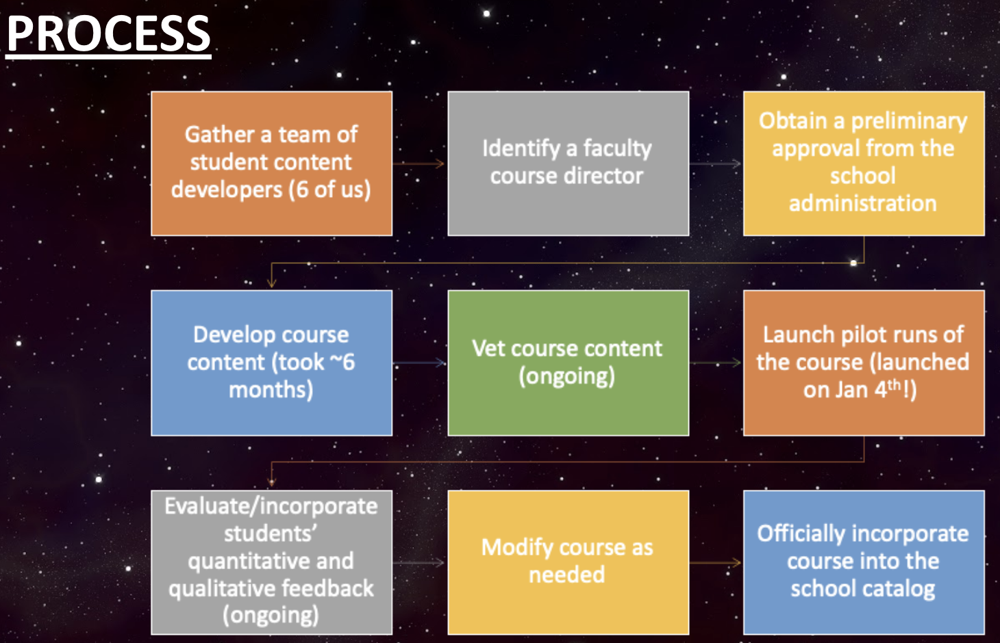 PROCESS
Gather a team of
student content
developers (6 of us)
Identify a faculty
course director
Obtain a preliminary
approval from the
school
administration
Develop course
content (took ~6
months)
Vet course content
(ongoing)
Launch pilot runs of
the course (launched
on Jan 4th!)
Evaluate/incorporate
students’
quantitative and
qualitative feedback
(ongoing)
Modify course as
needed
Officially incorporate
course into the
school catalog